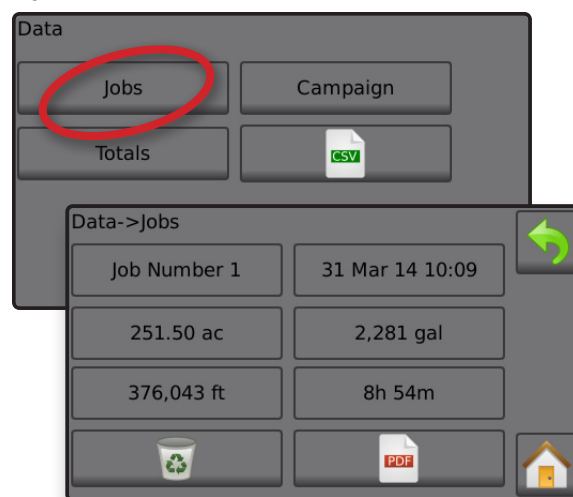 Data
Jobs Campaign
Totals CSV
Data->Jobs
Job Number 1 31 Mar 14 10:09
251.50 ac 2,281 gal
376,043 ft 8h 54m
PDF